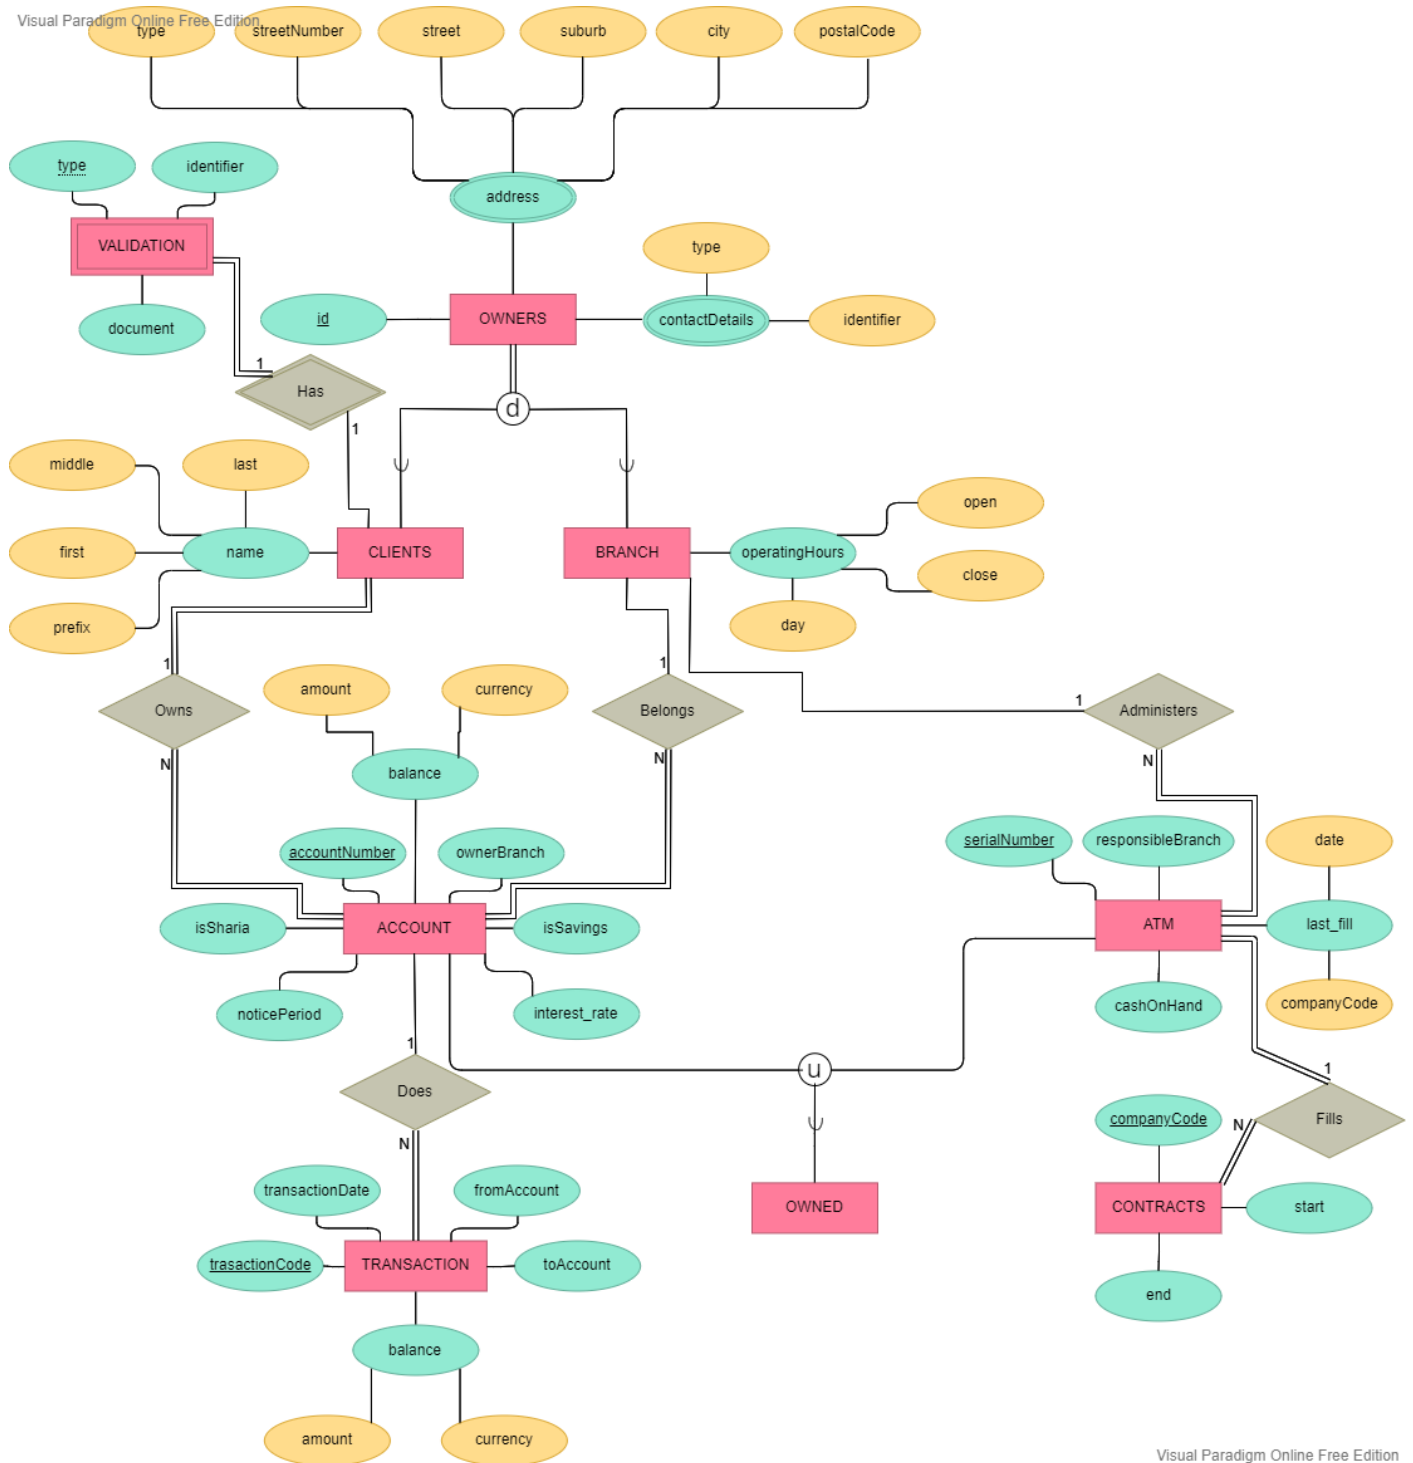 Visual Paradigm Online Free Edition
type
streetNumber
street
suburb
city
postalCode
type
identifier
address
VALIDATION
type
document
id
OWNERS
contactDetails
identifier
1
Has
d
1
middle
last
open
first
name
CLIENTS
BRANCH
operatingHours
close
prefix
day
1
amount
currency
1
Owns
Belongs
1
Administers
N
balance
N
N
accountNumber
ownerBranch
serialNumber
responsibleBranch
date
isSharia
ACCOUNT
isSavings
ATM
last_fill
noticePeriod
interest_rate
cashOnHand
companyCode
1
u
1
Does
companyCode
N
Fills
N
transactionDate
fromAccount
OWNED
CONTRACTS
start
trasactionCode
TRANSACTION
toAccount
end
balance
amount
currency
Visual Paradigm Online Free Edition